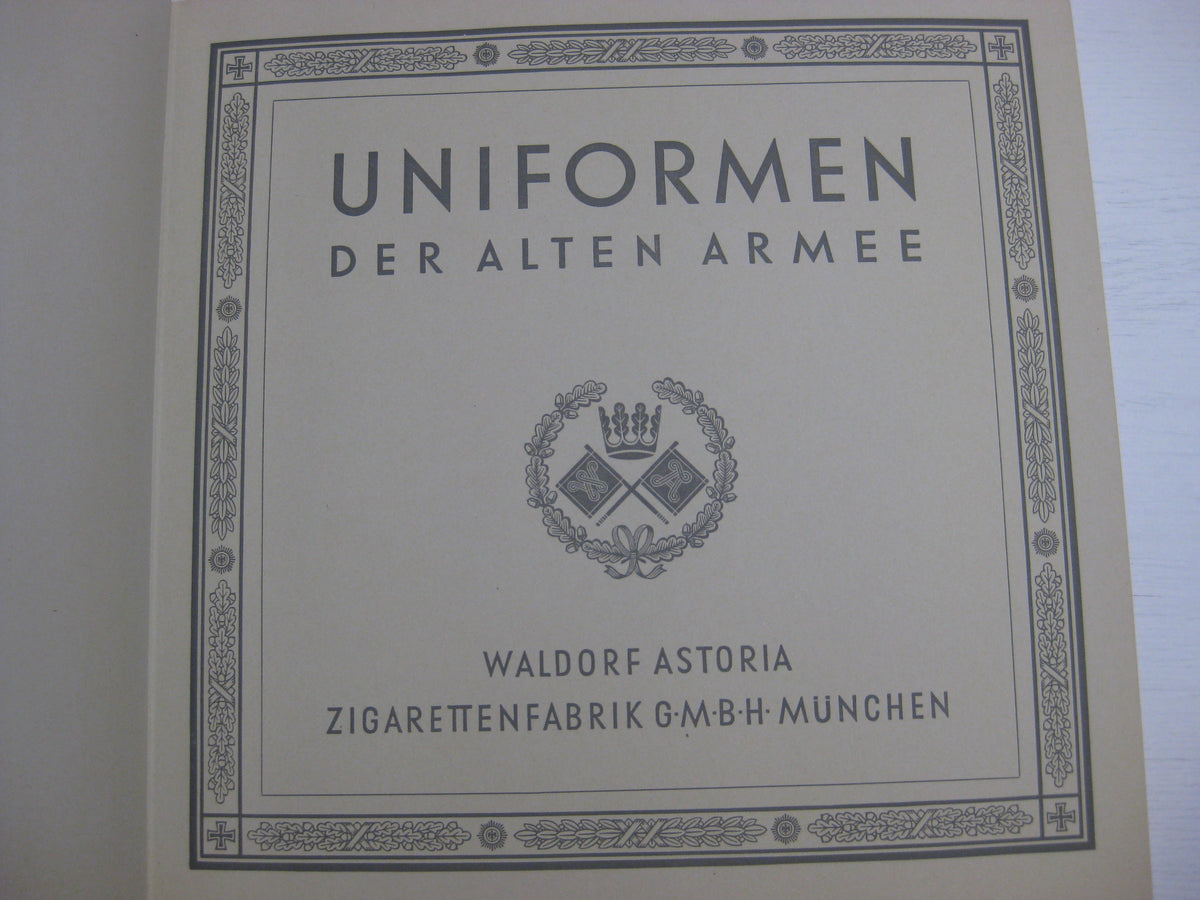 UNIFORMEN
DER ALTEN ARMEE
WALDORF ASTORIA
ZIGARETTENFABRIK G·M·B·H· MÜNCHEN